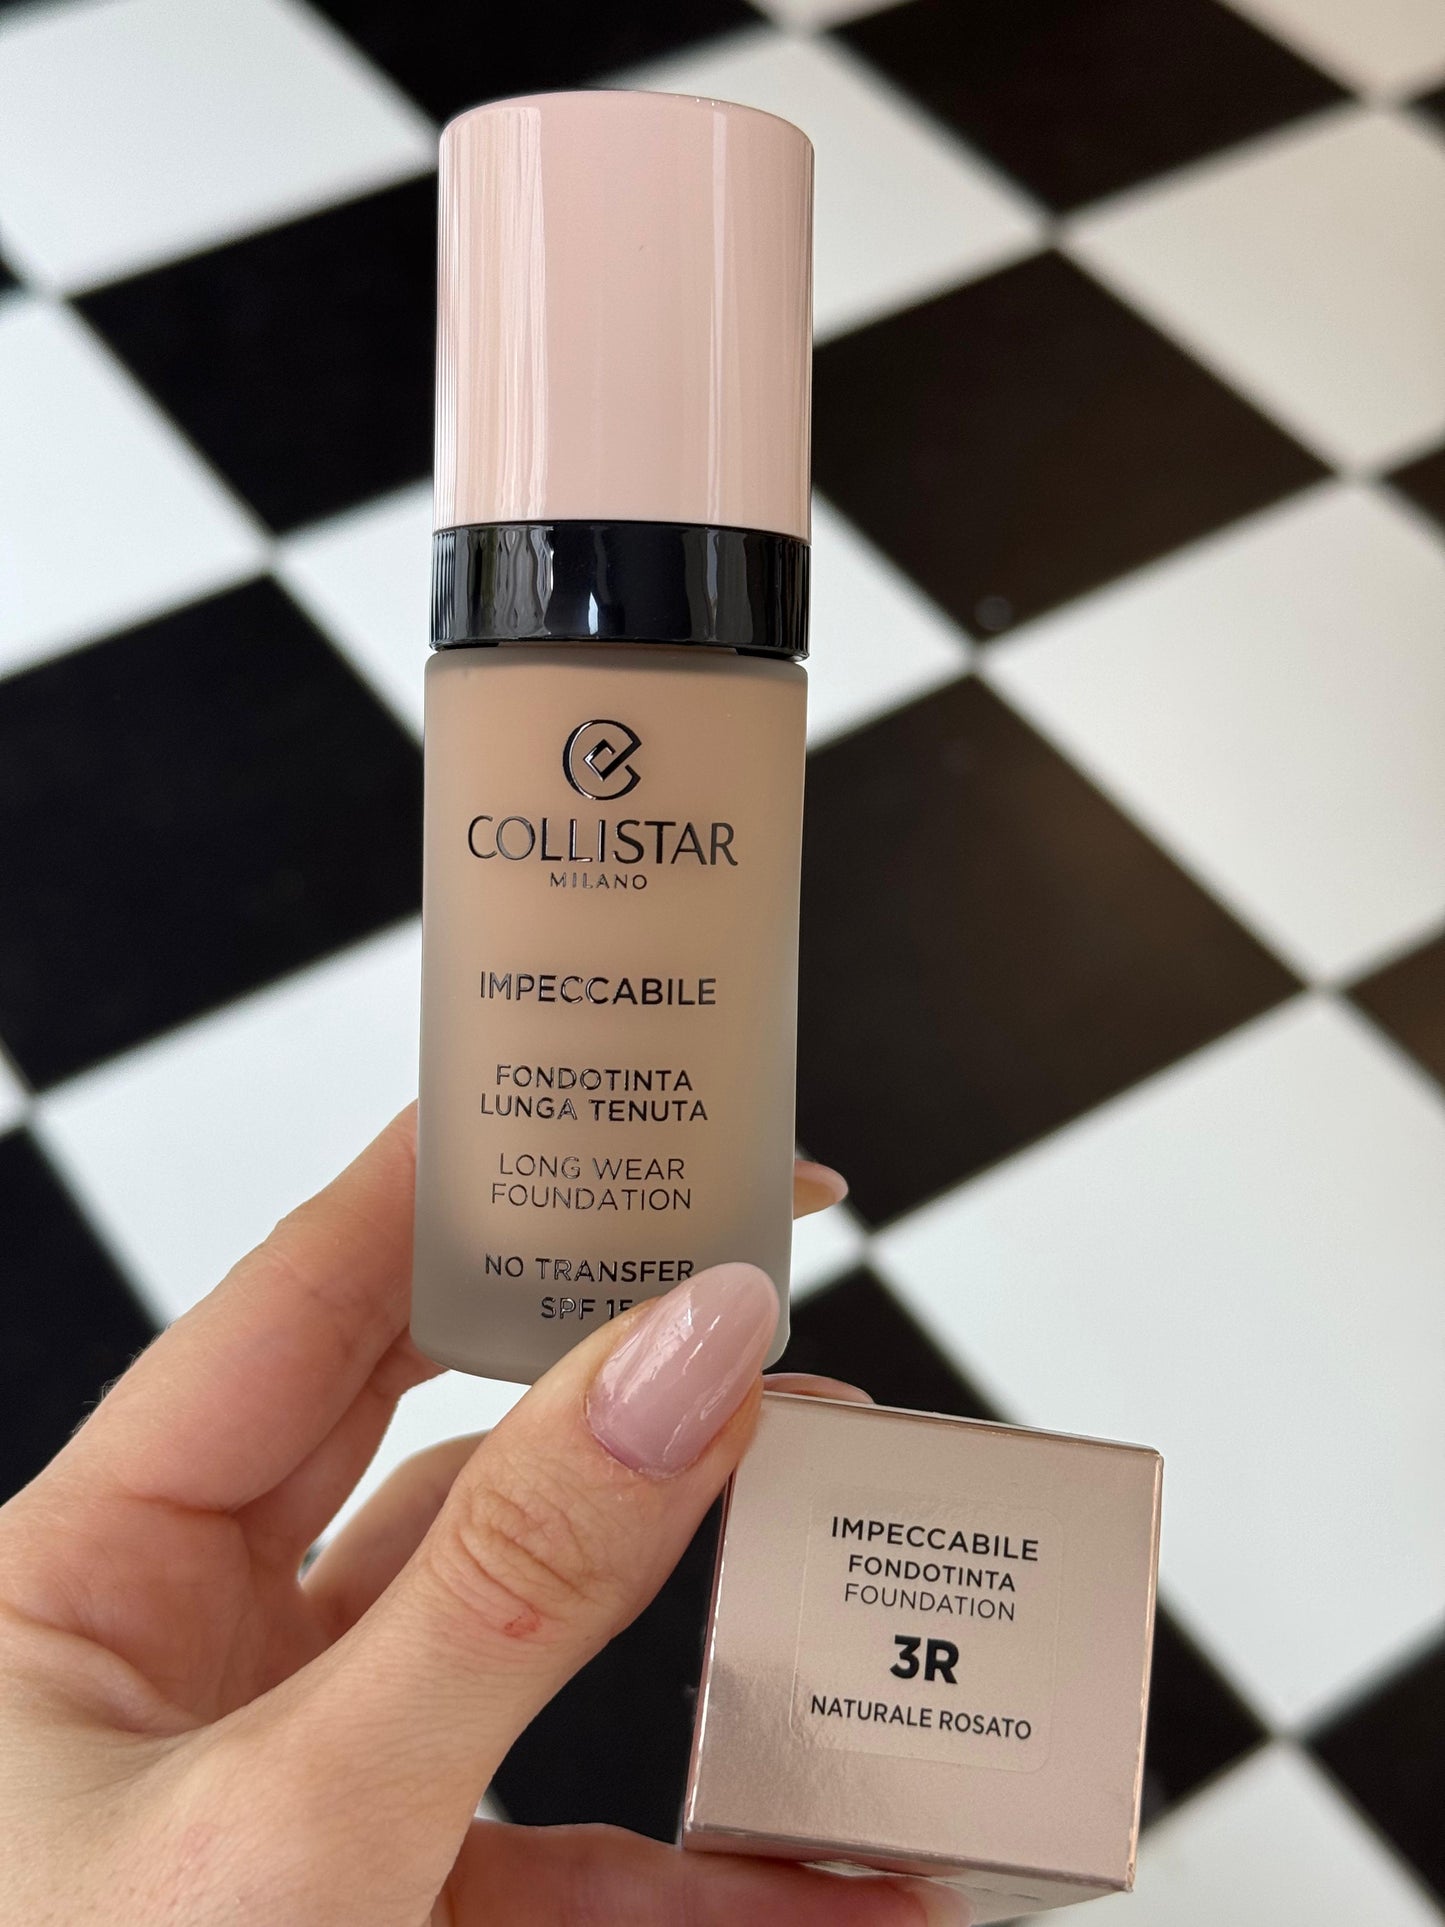 COLLISTAR
MILANO
IMPECCABILE
FONDOTINTA
LUNGA TENUTA
LONG WEAR
FOUNDATION
NO TRANSFER
SPF 15
IMPECCABILE
FONDOTINTA
FOUNDATION
3R
NATURALE ROSATO